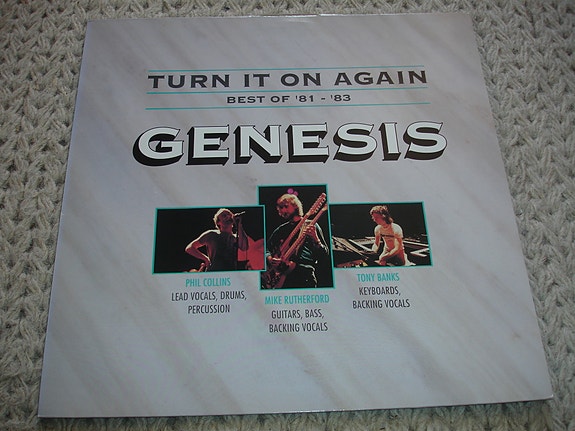 TURN IT ON AGAIN
BEST OF '81 - '83
GENESIS
PHIL COLLINS
LEAD VOCALS, DRUMS,
PERCUSSION
MIKE RUTHERFORD
GUITARS, BASS,
BACKING VOCALS
TONY BANKS
KEYBOARDS,
BACKING VOCALS